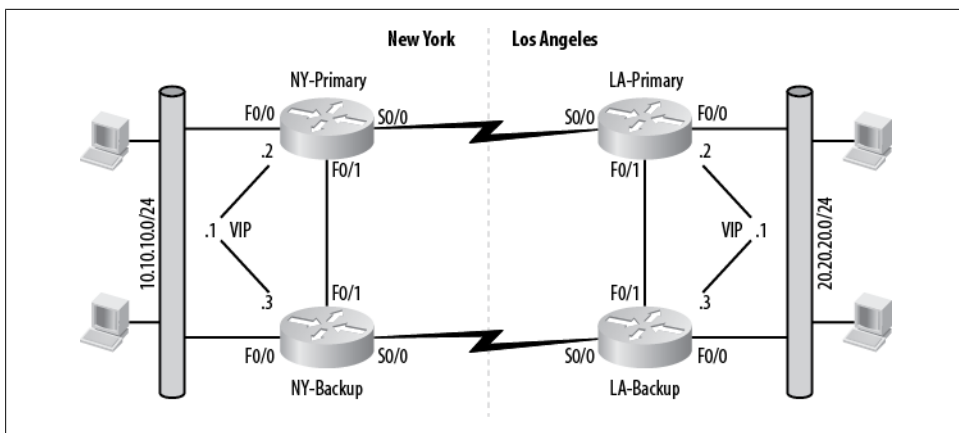 New York
Los Angeles
NY-Primary
LA-Primary
F0/0
S0/0
S0/0
F0/0
.2
F0/1
F0/1
.2
10.10.10.0/24
.1 VIP
VIP .1
20.20.20.0/24
.3
F0/1
F0/1
.3
F0/0
S0/0
S0/0
F0/0
NY-Backup
LA-Backup